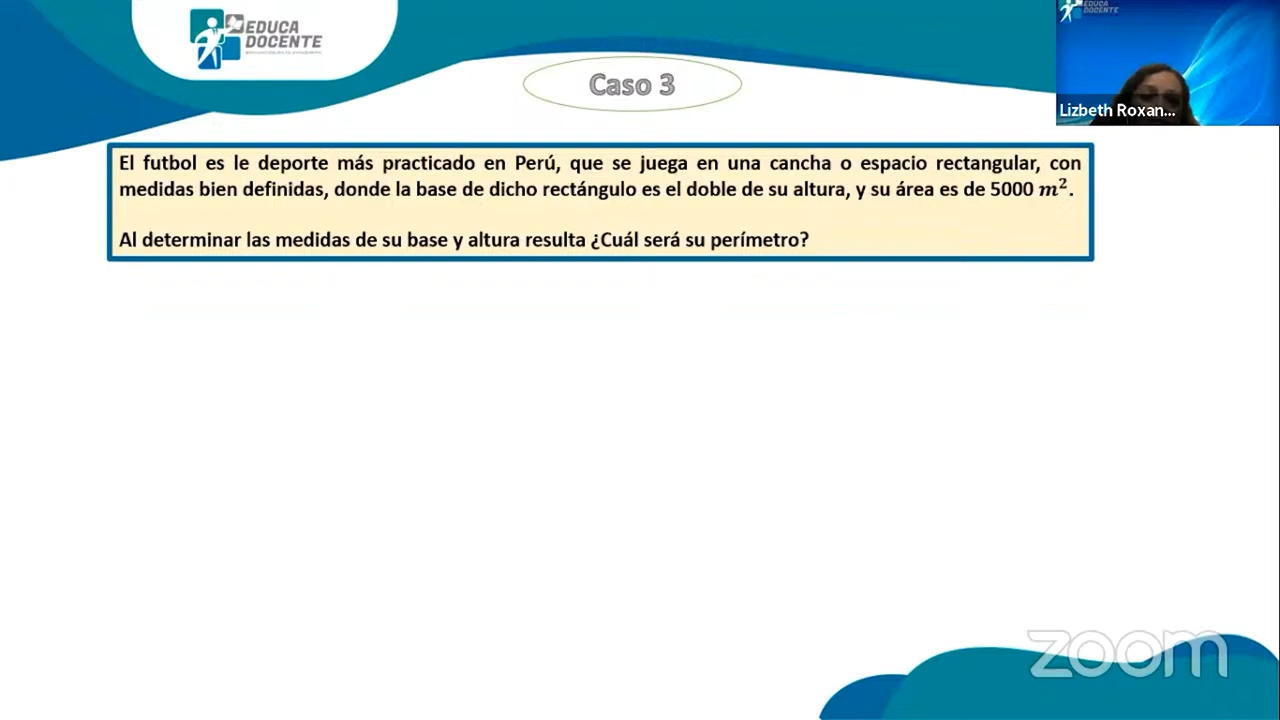 EDUCA
DOCENTE
Caso 3
EDUCA
DOCENTE
Lizbeth Roxan...
El futbol es le deporte más practicado en Perú, que se juega en una cancha o espacio rectangular, con
medidas bien definidas, donde la base de dicho rectángulo es el doble de su altura, y su área es de 5000 m².
Al determinar las medidas de su base y altura resulta ¿Cuál será su perímetro?
zoom